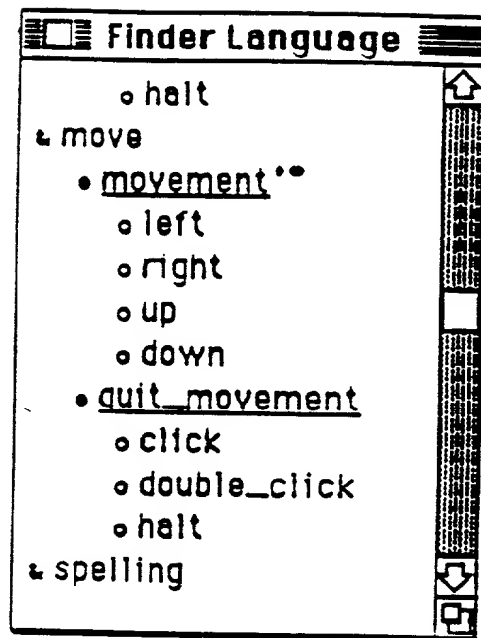 Finder Language
halt
move
movement
left
right
up
down
quit_movement
click
double_click
halt
spelling